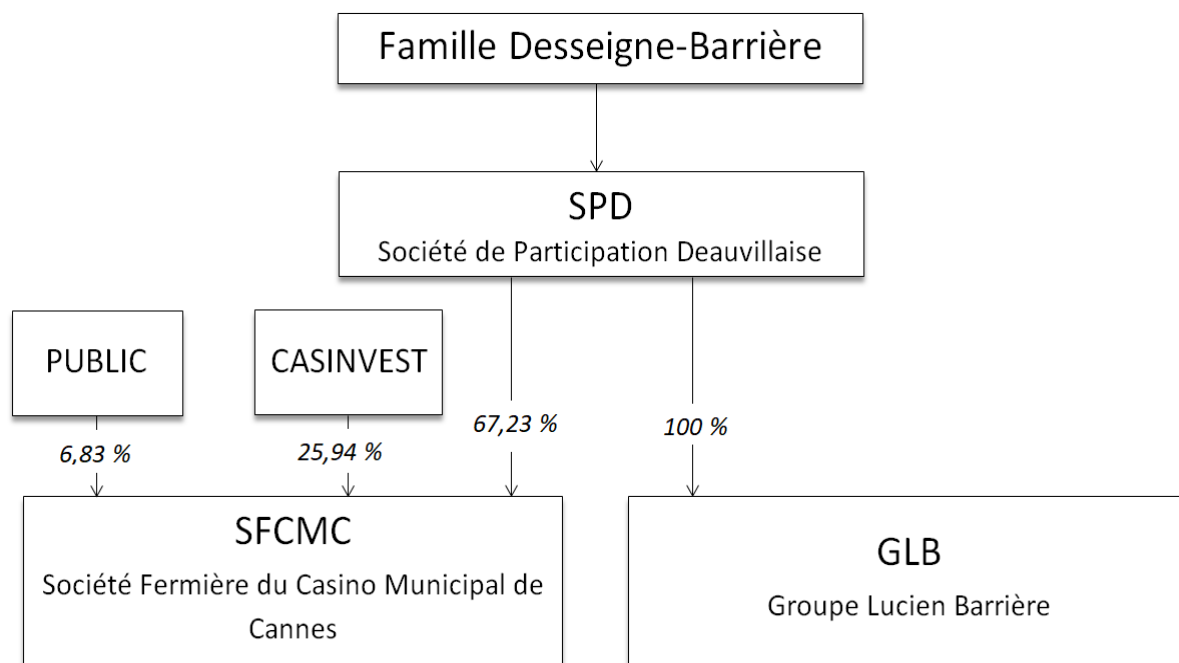 Famille Desseigne-Barrière
SPD
Société de Participation Deauvillaise
PUBLIC
CASINVEST
6,83 %
25,94 %
67,23 %
100 %
SFCMC
Société Fermière du Casino Municipal de
Cannes
GLB
Groupe Lucien Barrière